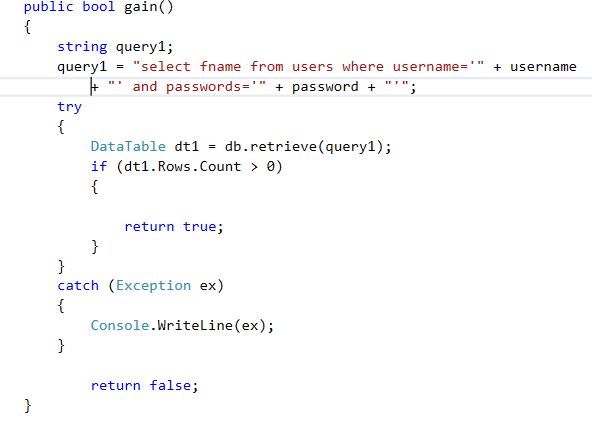 public bool gain()
{
string query1;
query1 = "select fname from users where username='" + username
+ "' and passwords='" + password + "'";
try
{
DataTable dt1 = db.retrieve(query1);
if (dt1.Rows.Count > 0)
{
return true;
}
}
catch (Exception ex)
{
Console.WriteLine(ex);
}
return false;
}